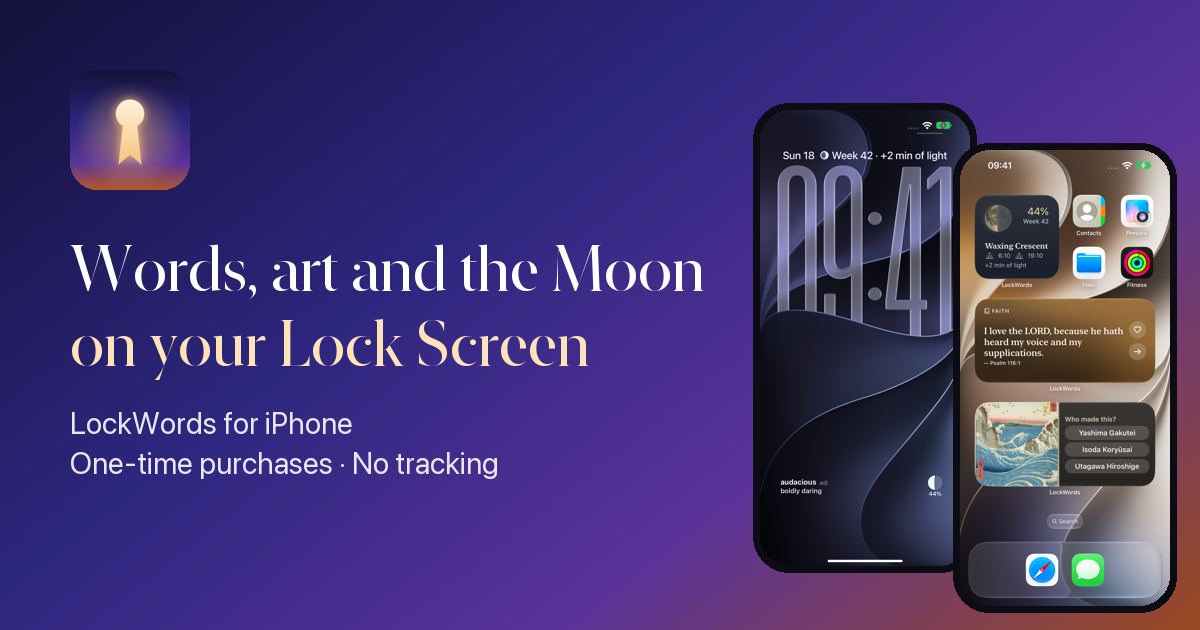 Words, art and the Moon
on your Lock Screen
LockWords for iPhone
One-time purchases · No tracking
Sun 18 Week 42 · +2 min of light
09:41
audacious adj.
boldly daring
44%
09:41
44%
Week 42
Waxing Crescent
6:10 19:10
+2 min of light
LockWords
Contacts
Preview
Files
Fitness
FAITH
I love the LORD, because he hath
heard my voice and my
supplications.
— Psalm 116:1
LockWords
Who made this?
Yashima Gakutei
Isoda Koryūsai
Utagawa Hiroshige
LockWords
Search